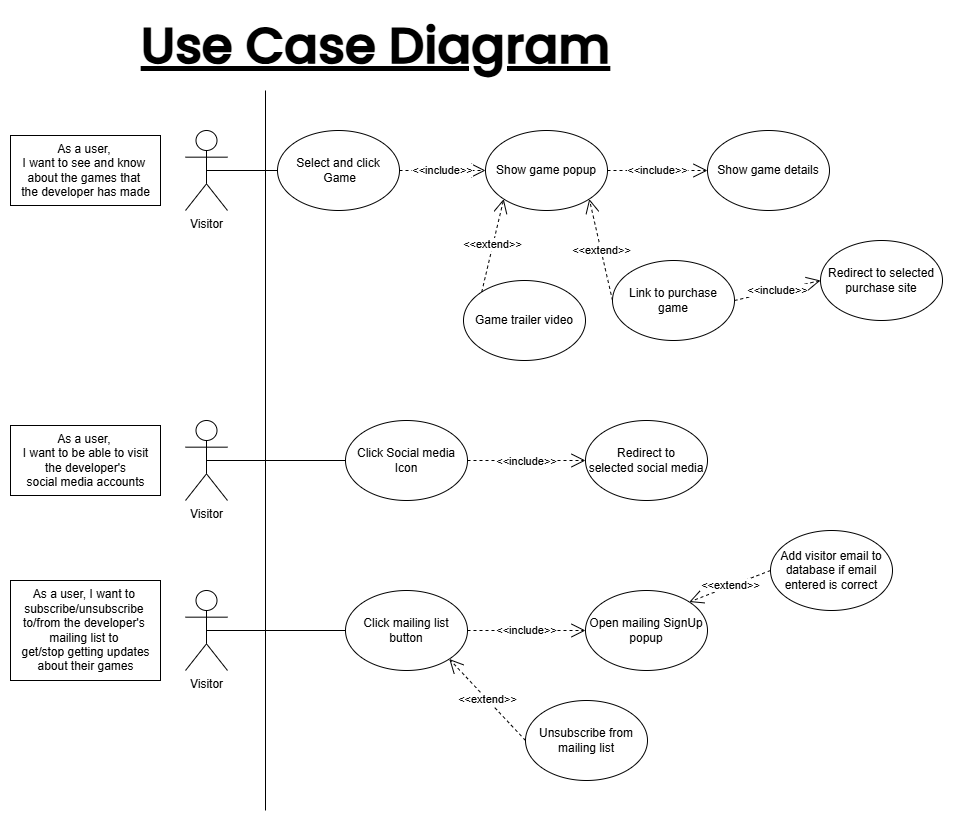 Use Case Diagram
As a user,
I want to see and know
about the games that
the developer has made
Visitor
Select and click
Game
<<include>>
Show game popup
<<include>>
Show game details
<<extend>>
<<extend>>
Game trailer video
Link to purchase
game
<<include>>
Redirect to selected
purchase site
As a user,
I want to be able to visit
the developer's
social media accounts
Visitor
Click Social media
Icon
<<include>>
Redirect to
selected social media
As a user, I want to
subscribe/unsubscribe
to/from the developer's
mailing list to
get/stop getting updates
about their games
Visitor
Click mailing list
button
<<include>>
Open mailing SignUp
popup
<<extend>>
Add visitor email to
database if email
entered is correct
<<extend>>
Unsubscribe from
mailing list